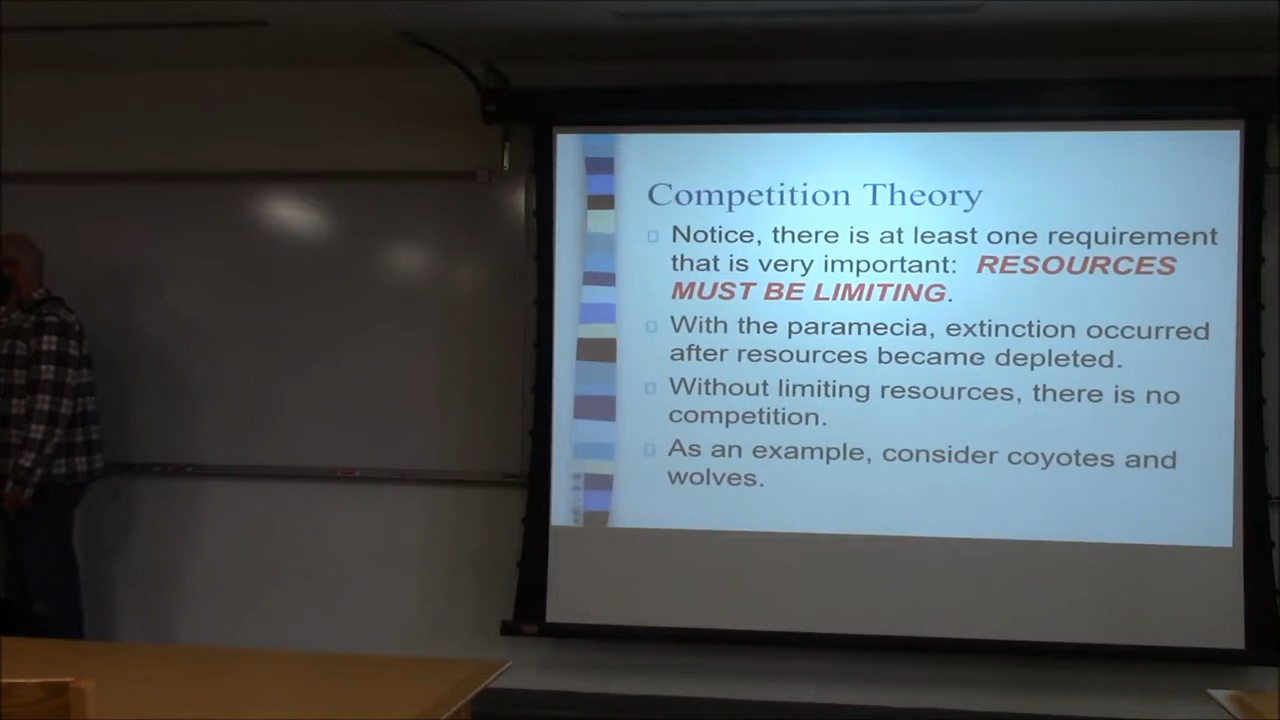 Competition Theory
Notice, there is at least one requirement
that is very important: RESOURCES
MUST BE LIMITING.
With the paramecia, extinction occurred
after resources became depleted.
Without limiting resources, there is no
competition.
As an example, consider coyotes and
wolves.